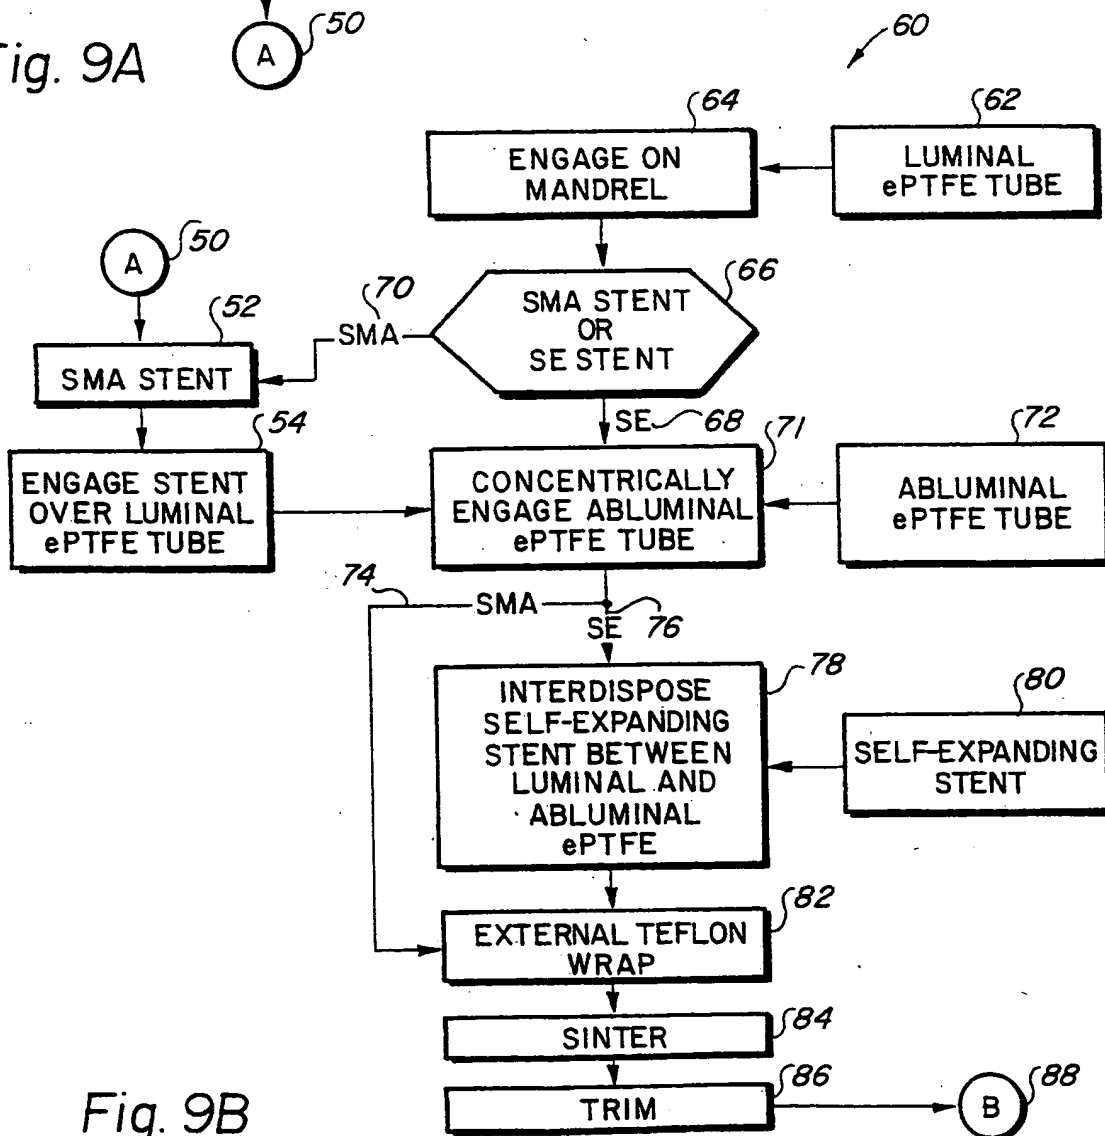 50
A
ig. 9A
60
64
62
ENGAGE ON
MANDREL
LUMINAL
ePTFE TUBE
50
A
52
70
66
SMA STENT
OR
SE STENT
SMA
SMA STENT
SE
68
54
71
72
ENGAGE STENT
OVER LUMINAL
ePTFE TUBE
CONCENTRICALLY
ENGAGE ABLUMINAL
ePTFE TUBE
ABLUMINAL
ePTFE TUBE
74
SMA
SE
76
78
80
INTERDISPOSE
SELF-EXPANDING
STENT BETWEEN
LUMINAL AND
ABLUMINAL
ePTFE
SELF-EXPANDING
STENT
82
EXTERNAL TEFLON
WRAP
84
SINTER
86
88
TRIM
B
Fig. 9B